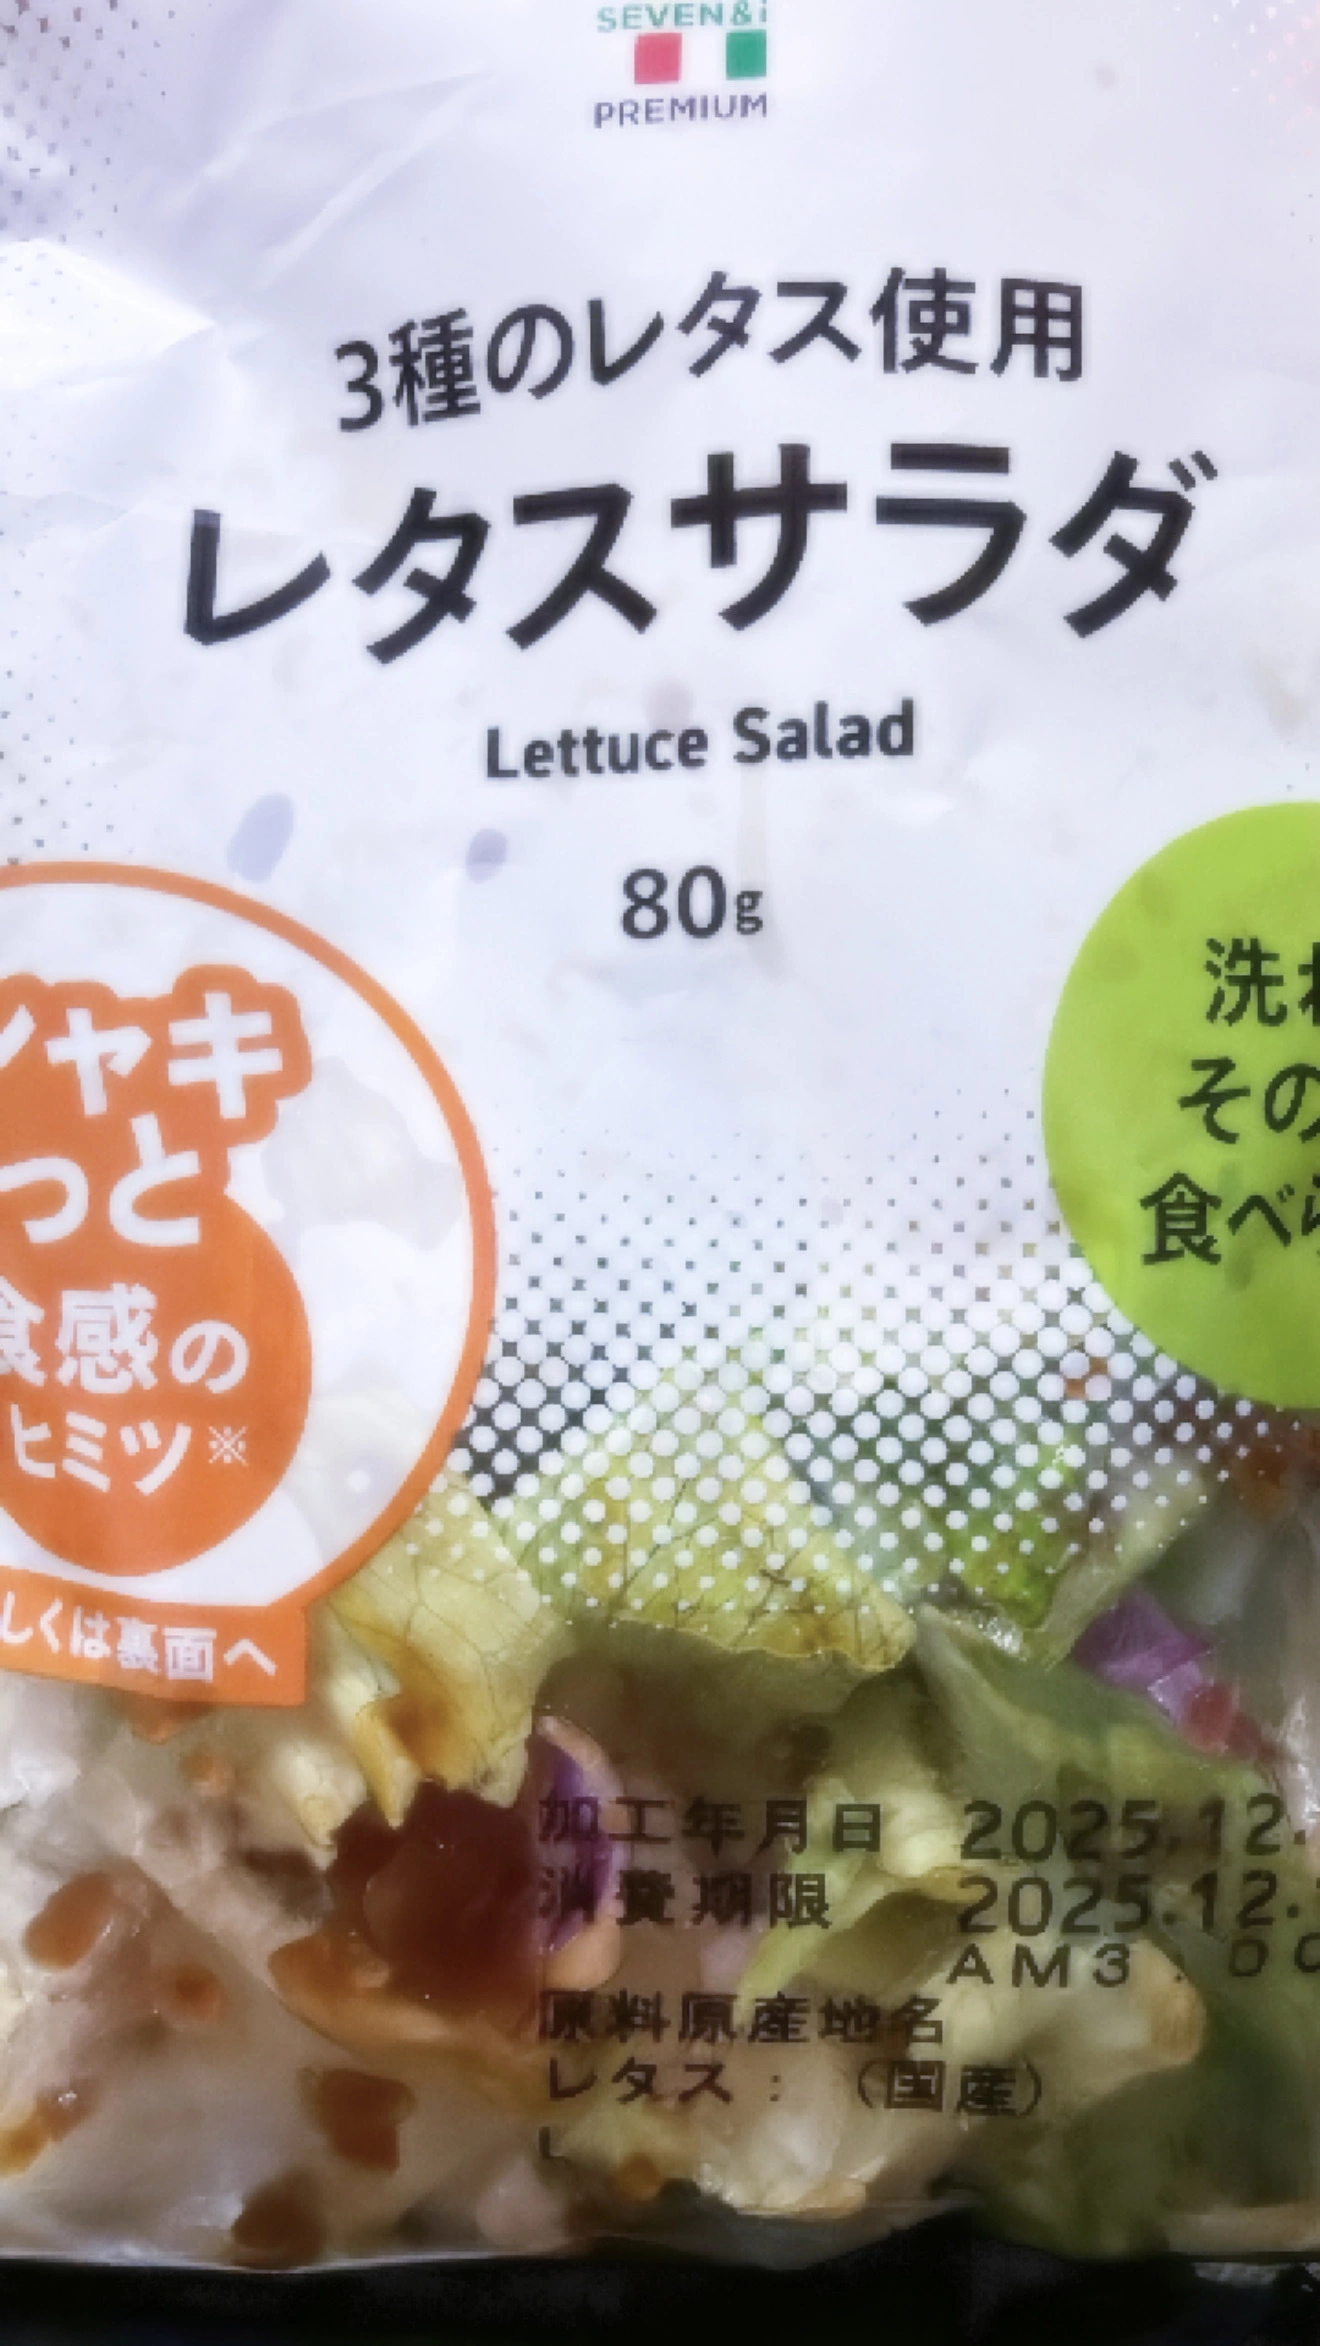 SEVEN&i
PREMIUM
3種のレタス使用
レタスサラダ
Lettuce Salad
80g
シャキ
っと
食感の
ヒミツ※
しくは裏面へ
洗わ
その
食べら
加工年月日 2025.12.
消費期限 2025.12.
AM3:00
原料原産地名
レタス:(国産)